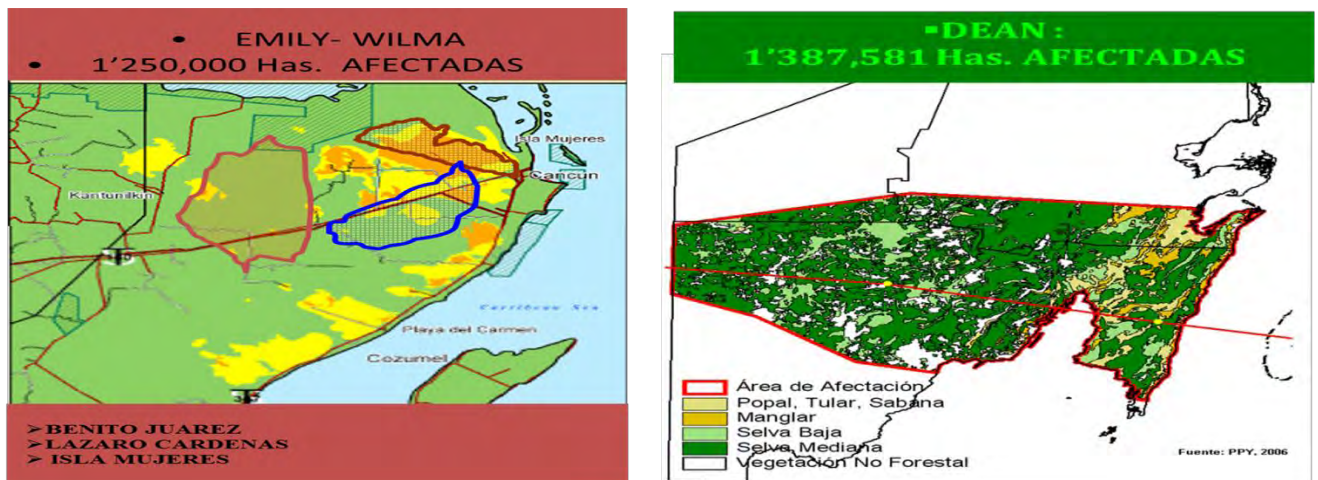 • EMILY- WILMA
• 1’250,000 Has. AFECTADAS
Isla Mujeres
Cancún
Kantunilkin
Carribean Sea
Playa del Carmen
Cozumel
➢BENITO JUAREZ
➢LAZARO CARDENAS
➢ ISLA MUJERES
▪DEAN :
1’387,581 Has. AFECTADAS
Área de Afectación
Popal, Tular, Sabana
Manglar
Selva Baja
Selva Mediana
Vegetación No Forestal
Fuente: PPY, 2006